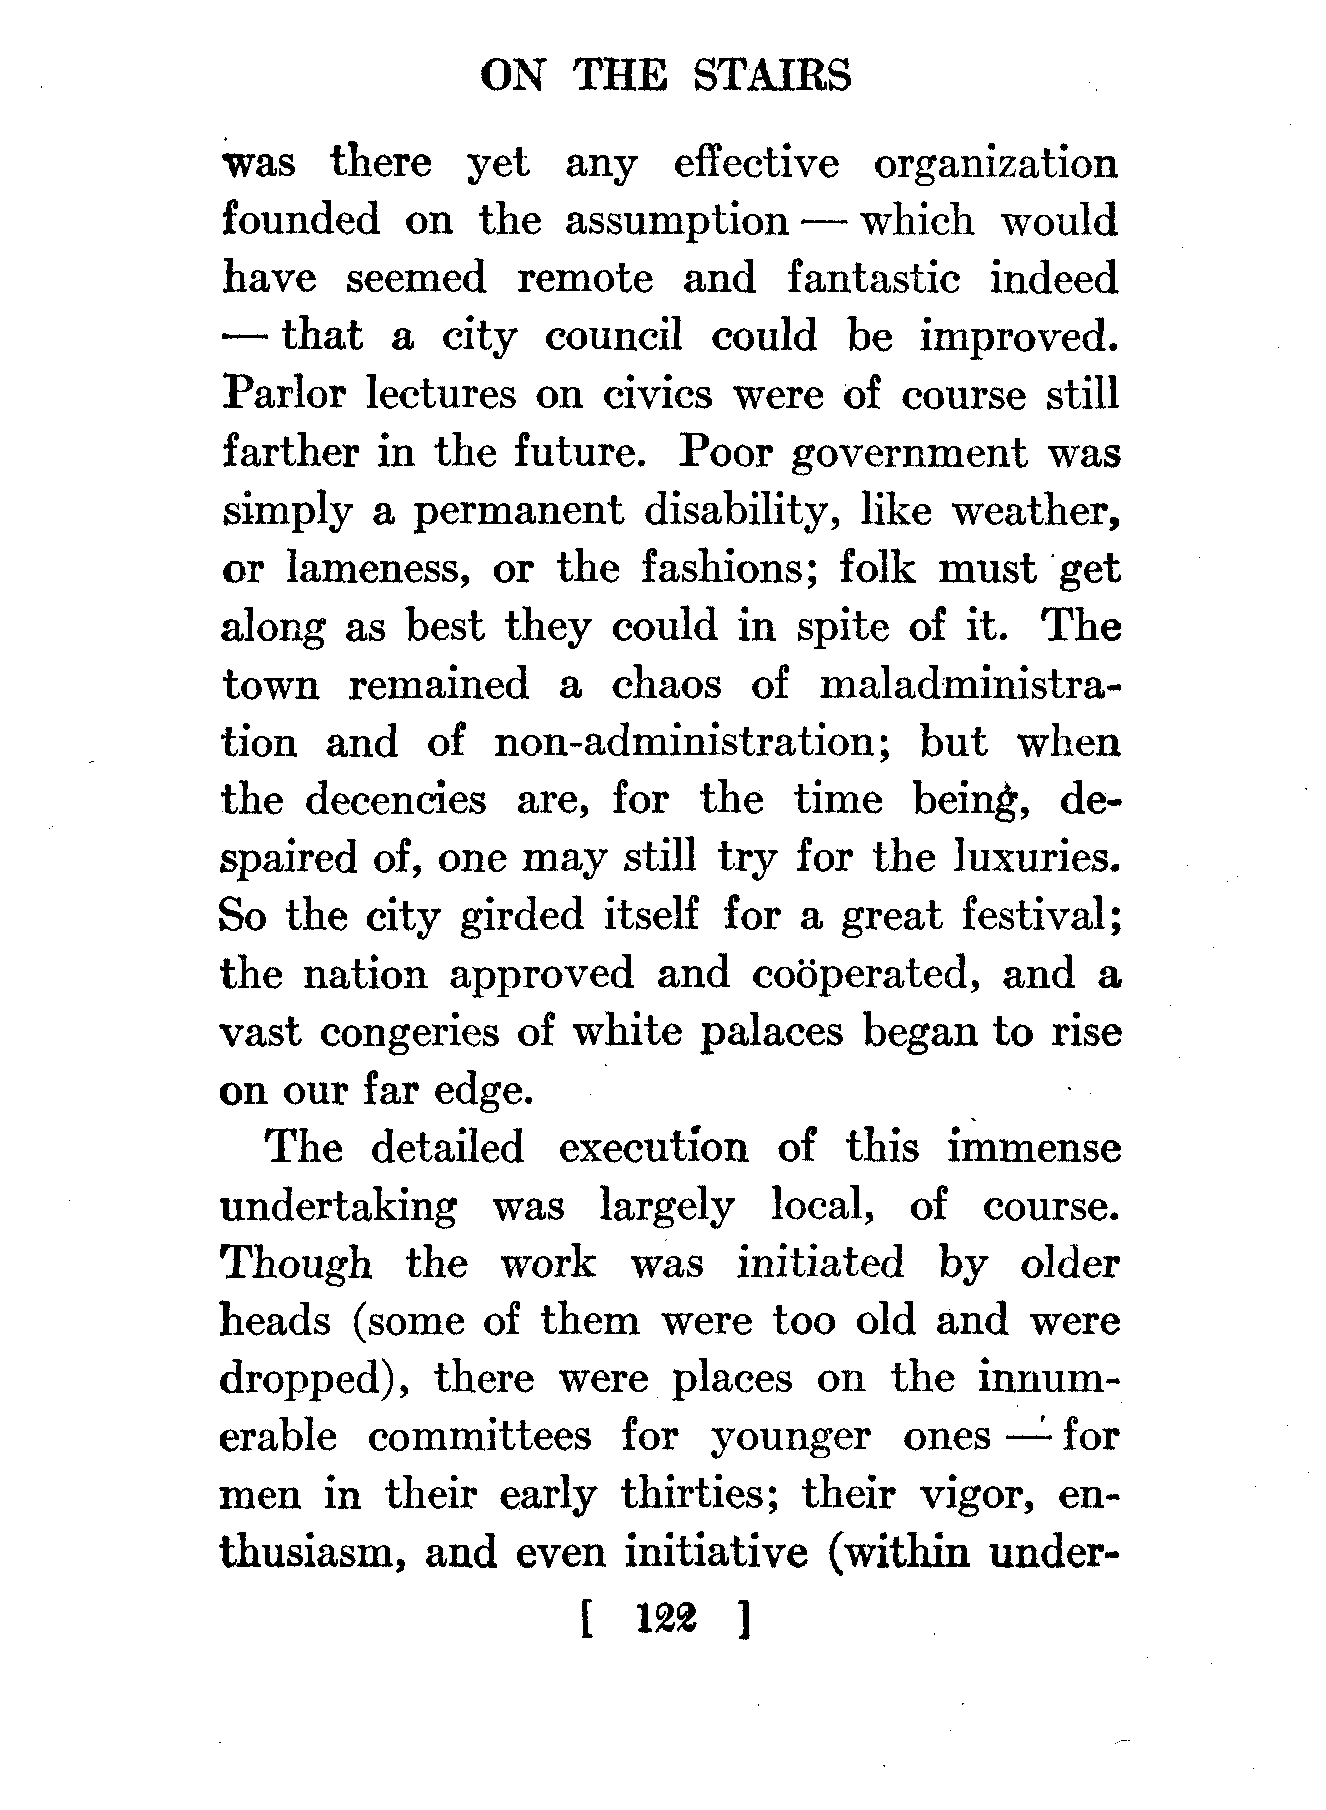 ON THE STAIRS
was there yet any effective organization
founded on the assumption — which would
have seemed remote and fantastic indeed
— that a city council could be improved.
Parlor lectures on civics were of course still
farther in the future. Poor government was
simply a permanent disability, like weather,
or lameness, or the fashions; folk must get
along as best they could in spite of it. The
town remained a chaos of maladministra-
tion and of non-administration; but when
the decencies are, for the time being, de-
spaired of, one may still try for the luxuries.
So the city girded itself for a great festival;
the nation approved and coöperated, and a
vast congeries of white palaces began to rise
on our far edge.
The detailed execution of this immense
undertaking was largely local, of course.
Though the work was initiated by older
heads (some of them were too old and were
dropped), there were places on the innum-
erable committees for younger ones — for
men in their early thirties; their vigor, en-
thusiasm, and even initiative (within under-
[ 122 ]